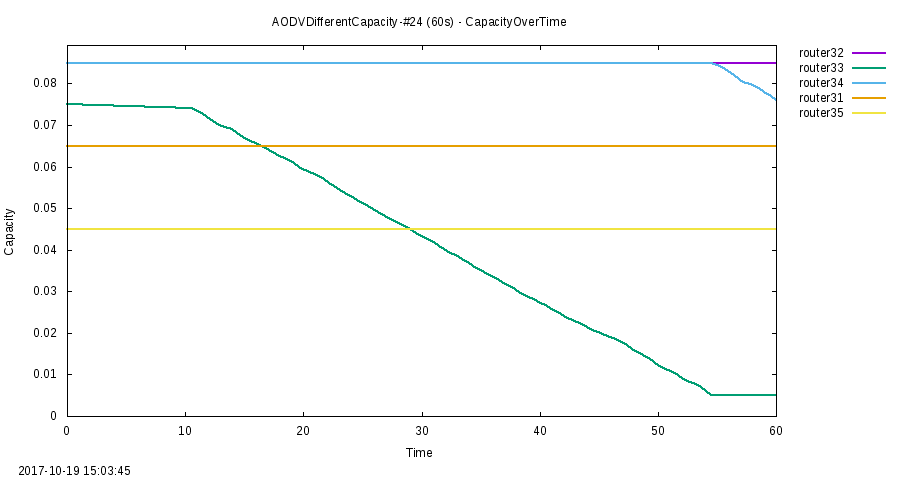 AODVDifferentCapacity-#24 (60s) - CapacityOverTime
router32
router33
router34
router31
router35
Capacity
0.08
0.07
0.06
0.05
0.04
0.03
0.02
0.01
0
0 10 20 30 40 50 60
Time
2017-10-19 15:03:45